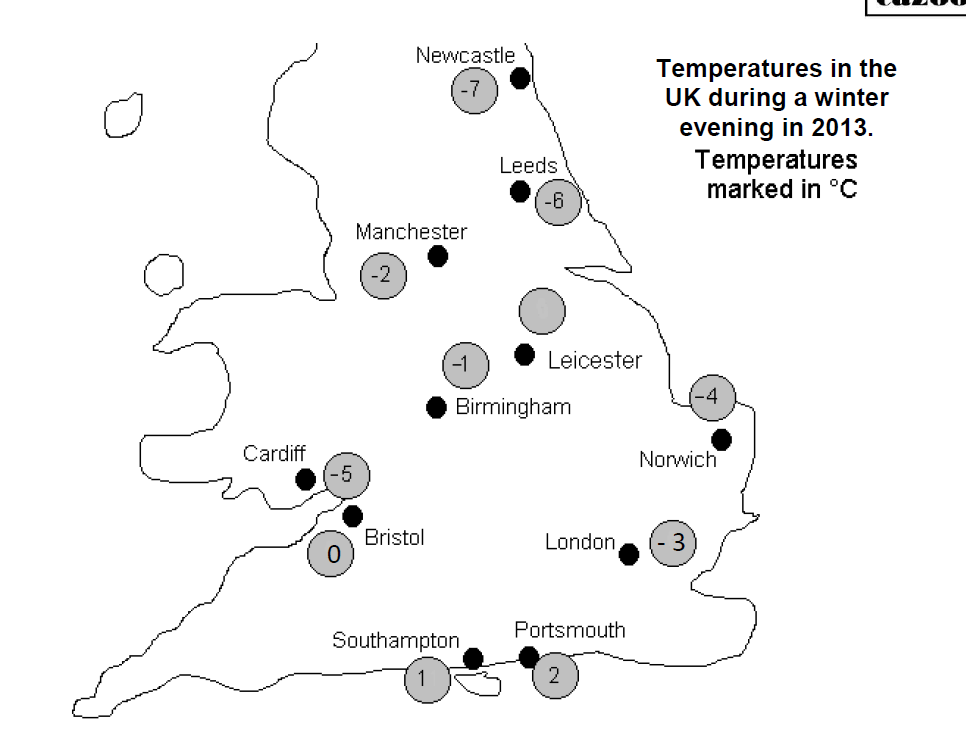 Temperatures in the
UK during a winter
evening in 2013.
Temperatures
marked in °C
Newcastle
-7
Leeds
-6
Manchester
-2
Leicester
-1
Birmingham
-4
Norwich
Cardiff
-5
Bristol
0
London
- 3
Southampton
1
Portsmouth
2